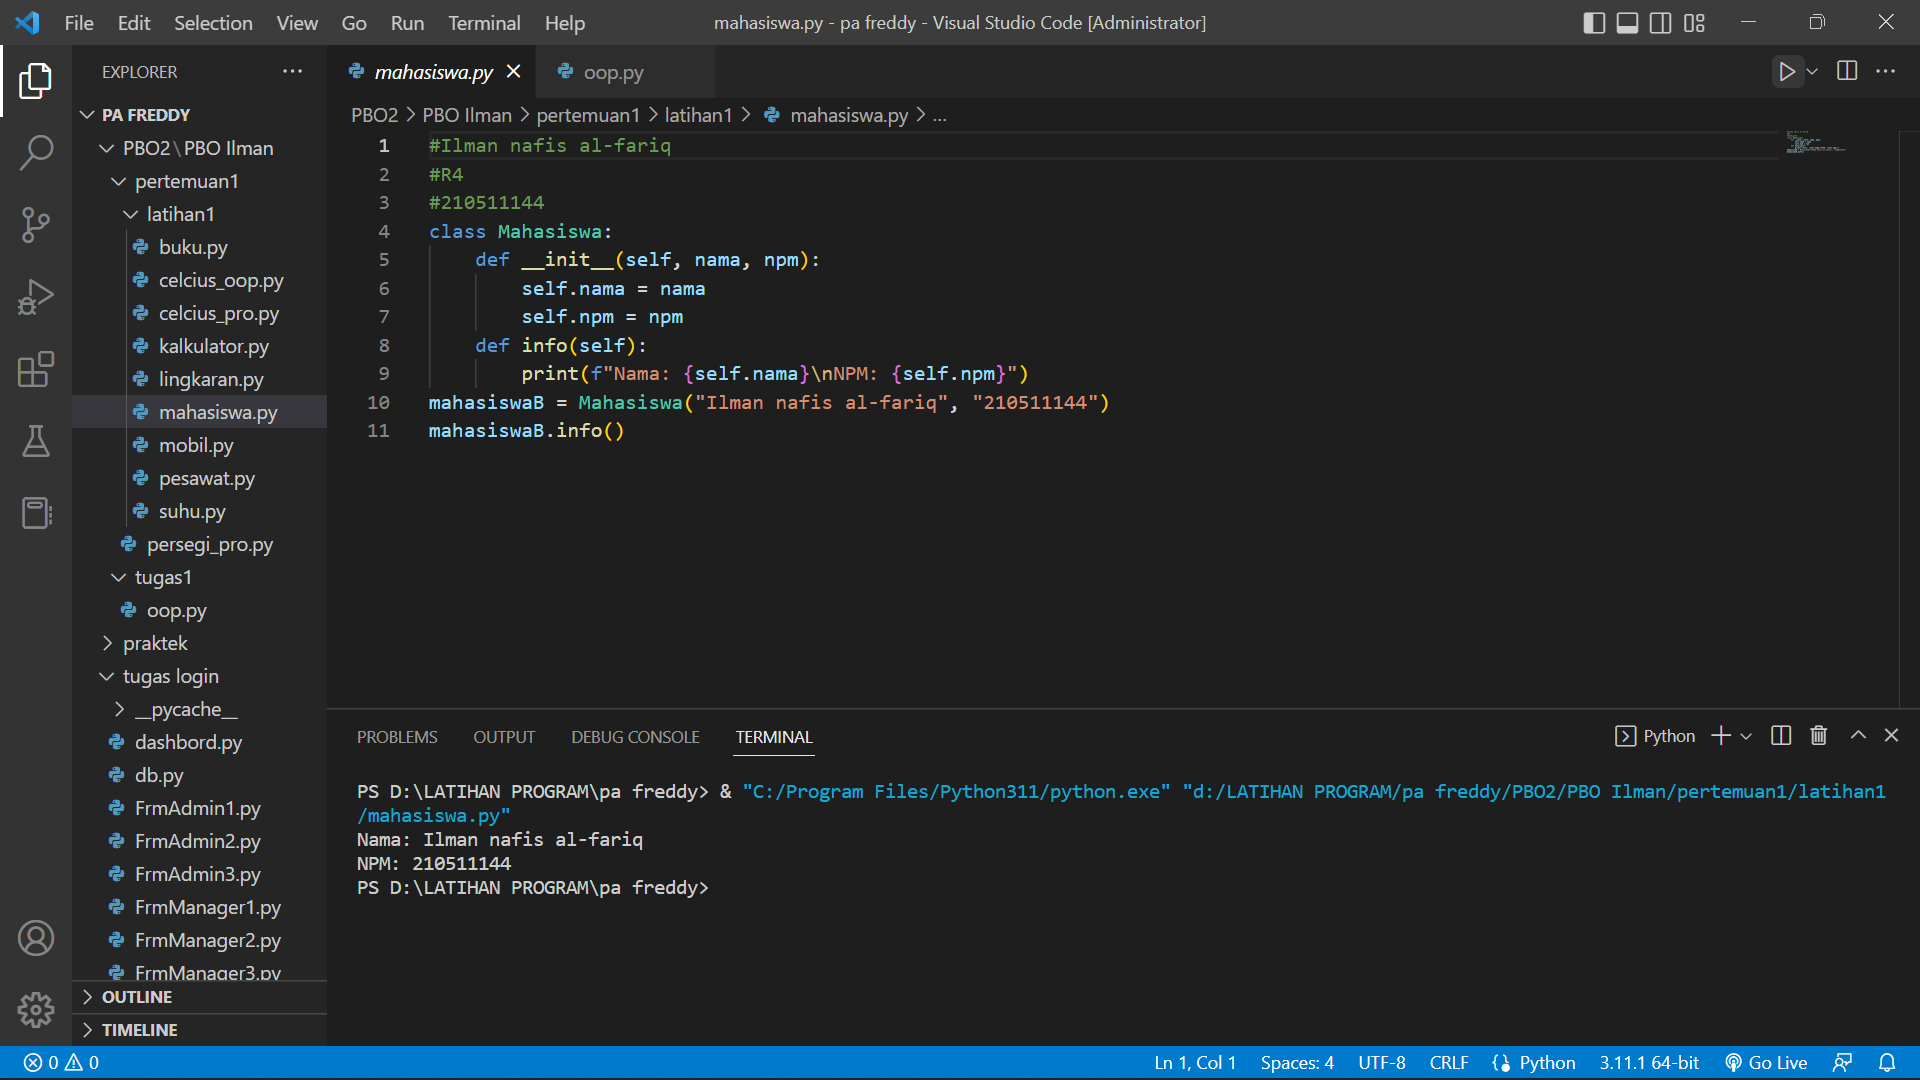 File Edit Selection View Go Run Terminal Help
mahasiswa.py - pa freddy - Visual Studio Code [Administrator]
EXPLORER
PA FREDDY
PBO2\PBO Ilman
pertemuan1
latihan1
buku.py
celcius_oop.py
celcius_pro.py
kalkulator.py
lingkaran.py
mahasiswa.py
mobil.py
pesawat.py
suhu.py
persegi_pro.py
tugas1
oop.py
praktek
tugas login
__pycache__
dashbord.py
db.py
FrmAdmin1.py
FrmAdmin2.py
FrmAdmin3.py
FrmManager1.py
FrmManager2.py
FrmManager3.py
OUTLINE
TIMELINE
mahasiswa.py
oop.py
PBO2 > PBO Ilman > pertemuan1 > latihan1 > mahasiswa.py > ...
1 #Ilman nafis al-fariq
2 #R4
3 #210511144
4 class Mahasiswa:
5     def __init__(self, nama, npm):
6         self.nama = nama
7         self.npm = npm
8     def info(self):
9         print(f"Nama: {self.nama}\nNPM: {self.npm}")
10 mahasiswaB = Mahasiswa("Ilman nafis al-fariq", "210511144")
11 mahasiswaB.info()
PROBLEMS OUTPUT DEBUG CONSOLE TERMINAL
Python
PS D:\LATIHAN PROGRAM\pa freddy> & "C:/Program Files/Python311/python.exe" "d:/LATIHAN PROGRAM/pa freddy/PBO2/PBO Ilman/pertemuan1/latihan1
/mahasiswa.py"
Nama: Ilman nafis al-fariq
NPM: 210511144
PS D:\LATIHAN PROGRAM\pa freddy>
0 0
Ln 1, Col 1 Spaces: 4 UTF-8 CRLF Python 3.11.1 64-bit Go Live